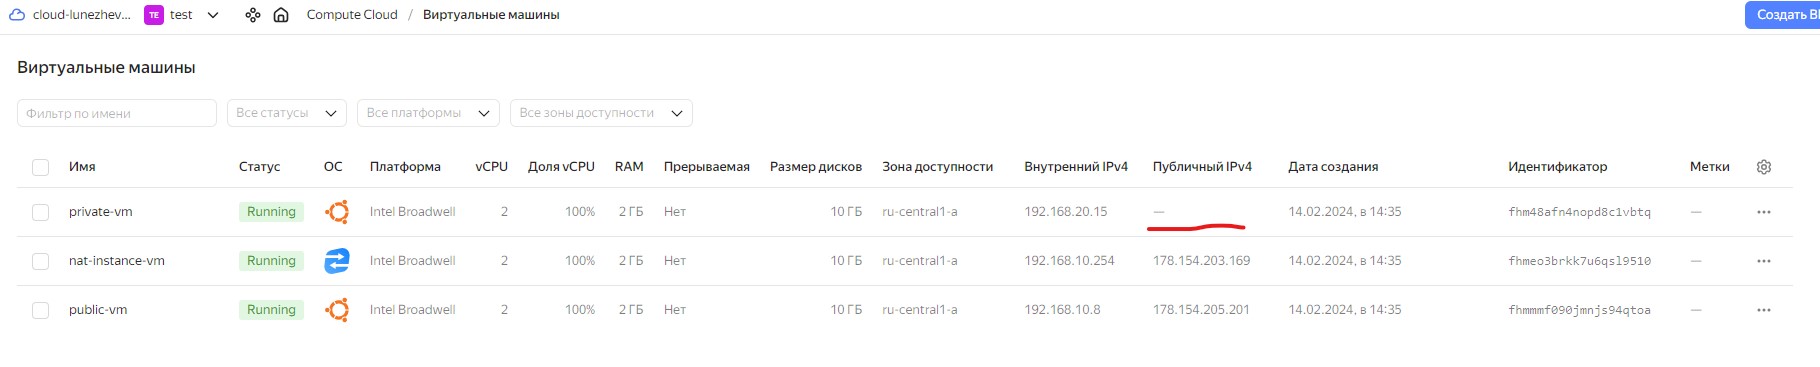 cloud-lunezhev... TE test Compute Cloud / Виртуальные машины Создать ВМ
Виртуальные машины
Фильтр по имени Все статусы Все платформы Все зоны доступности
Имя Статус ОС Платформа vCPU Доля vCPU RAM Прерываемая Размер дисков Зона доступности Внутренний IPv4 Публичный IPv4 Дата создания Идентификатор Метки
private-vm Running Intel Broadwell 2 100% 2 ГБ Нет 10 ГБ ru-central1-a 192.168.20.15 — 14.02.2024, в 14:35 fhm48afn4nopd8c1vbtq — ...
nat-instance-vm Running Intel Broadwell 2 100% 2 ГБ Нет 10 ГБ ru-central1-a 192.168.10.254 178.154.203.169 14.02.2024, в 14:35 fhmeo3brkk7u6qsl9510 — ...
public-vm Running Intel Broadwell 2 100% 2 ГБ Нет 10 ГБ ru-central1-a 192.168.10.8 178.154.205.201 14.02.2024, в 14:35 fhmmmf090jmnjs94qtoa — ...